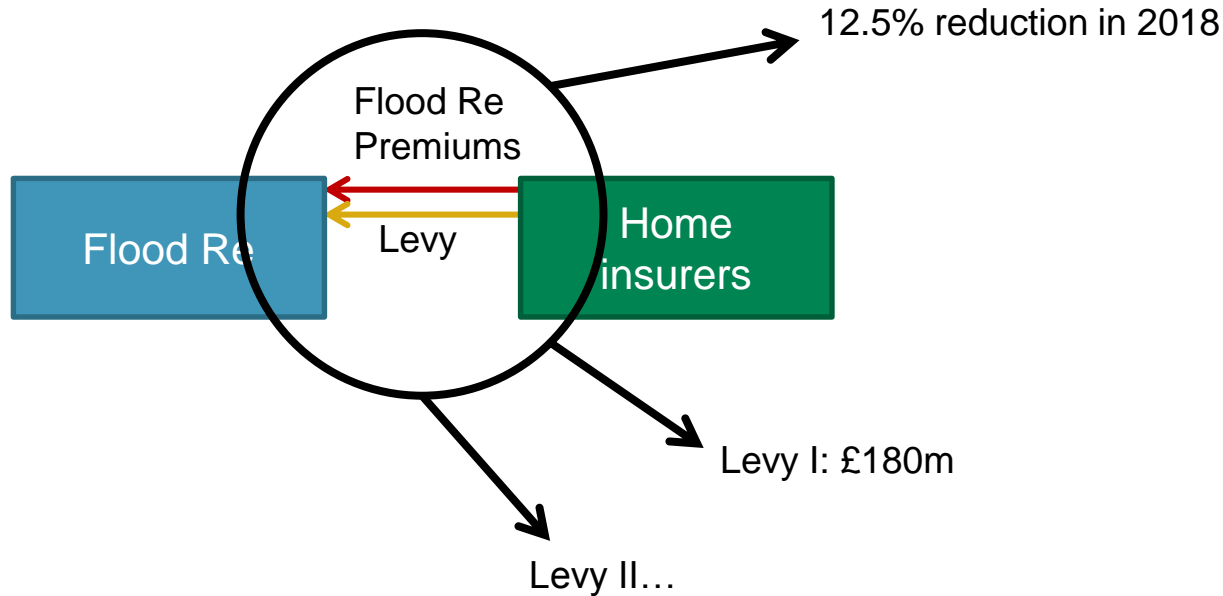 12.5% reduction in 2018
Flood Re
Premiums
Flood Re
Levy
Home
insurers
Levy I: £180m
Levy II…